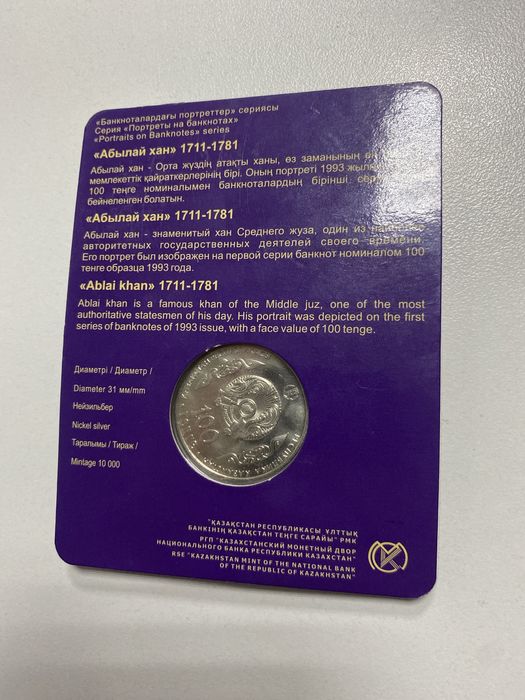 «Банкноталардағы портреттер» сериясы
Серия «Портреты на банкнотах»
«Portraits on Banknotes» series
«Абылай хан» 1711-1781
Абылай хан - Орта жүздің атақты ханы, өз заманының ең
мемлекеттік қайраткерлерінің бірі. Оның портреті 1993 жылы
100 теңге номиналымен банкноталардың бірінші
бейнеленген болатын.
«Абылай хан» 1711-1781
Абылай хан - знаменитый хан Среднего жуза, один из наиболее
авторитетных государственных деятелей своего времени.
Его портрет был изображен на первой серии банкнот номиналом 100
тенге образца 1993 года.
«Ablai khan» 1711-1781
Ablai khan is a famous khan of the Middle juz, one of the most
authoritative statesmen of his day. His portrait was depicted on the first
series of banknotes of 1993 issue, with a face value of 100 tenge.
Диаметрі / Диаметр /
Diameter 31 мм/mm
Нейзильбер
Nickel silver
Таралымы / Тираж /
Mintage 10 000
100
"ҚАЗАҚСТАН РЕСПУБЛИКАСЫ ҰЛТТЫҚ
БАНКІНІҢ ҚАЗАҚСТАН ТЕҢГЕ САРАЙЫ" РМК
РГП "КАЗАХСТАНСКИЙ МОНЕТНЫЙ ДВОР
НАЦИОНАЛЬНОГО БАНКА РЕСПУБЛИКИ КАЗАХСТАН"
RSE "KAZAKHSTAN MINT OF THE NATIONAL BANK
OF THE REPUBLIC OF KAZAKHSTAN"